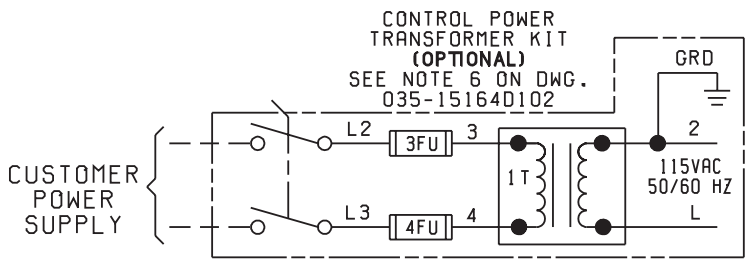 CONTROL POWER
TRANSFORMER KIT
(OPTIONAL)
SEE NOTE 6 ON DWG.
035-15164D102
GRD
L2
3FU
3
2
1T
115VAC
50/60 HZ
CUSTOMER
POWER
SUPPLY
L3
4FU
4
L